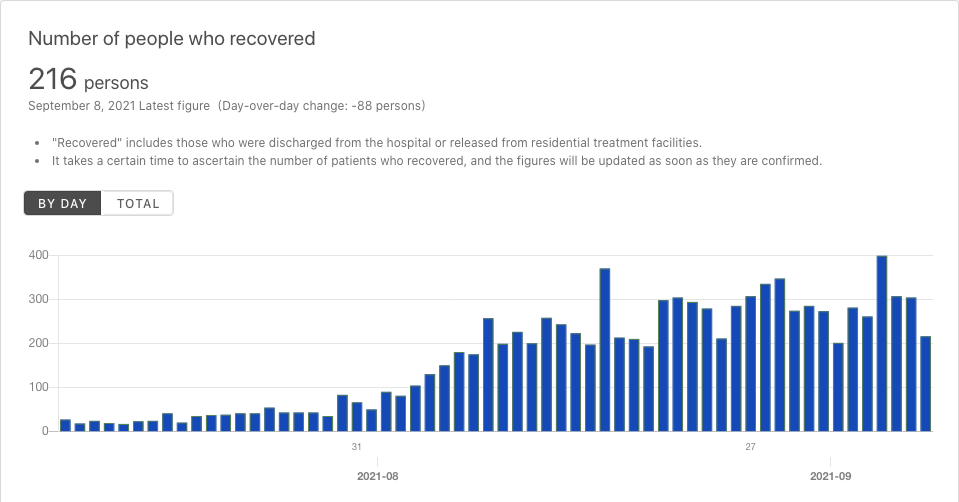 Number of people who recovered
216 persons
September 8, 2021 Latest figure (Day-over-day change: -88 persons)
• "Recovered" includes those who were discharged from the hospital or released from residential treatment facilities.
• It takes a certain time to ascertain the number of patients who recovered, and the figures will be updated as soon as they are confirmed.
BY DAY TOTAL
400
300
200
100
0
31 27
2021-08 2021-09